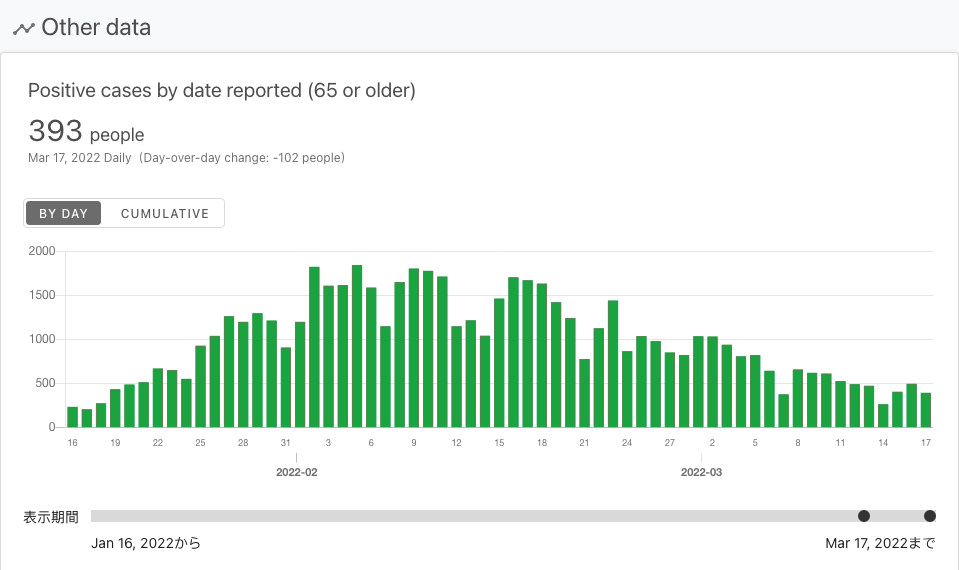 Other data
Positive cases by date reported (65 or older)
393 people
Mar 17, 2022 Daily (Day-over-day change: -102 people)
BY DAY CUMULATIVE
2000
1500
1000
500
0
16 19 22 25 28 31 3 6 9 12 15 18 21 24 27 2 5 8 11 14 17
2022-02 2022-03
表示期間
Jan 16, 2022から Mar 17, 2022まで